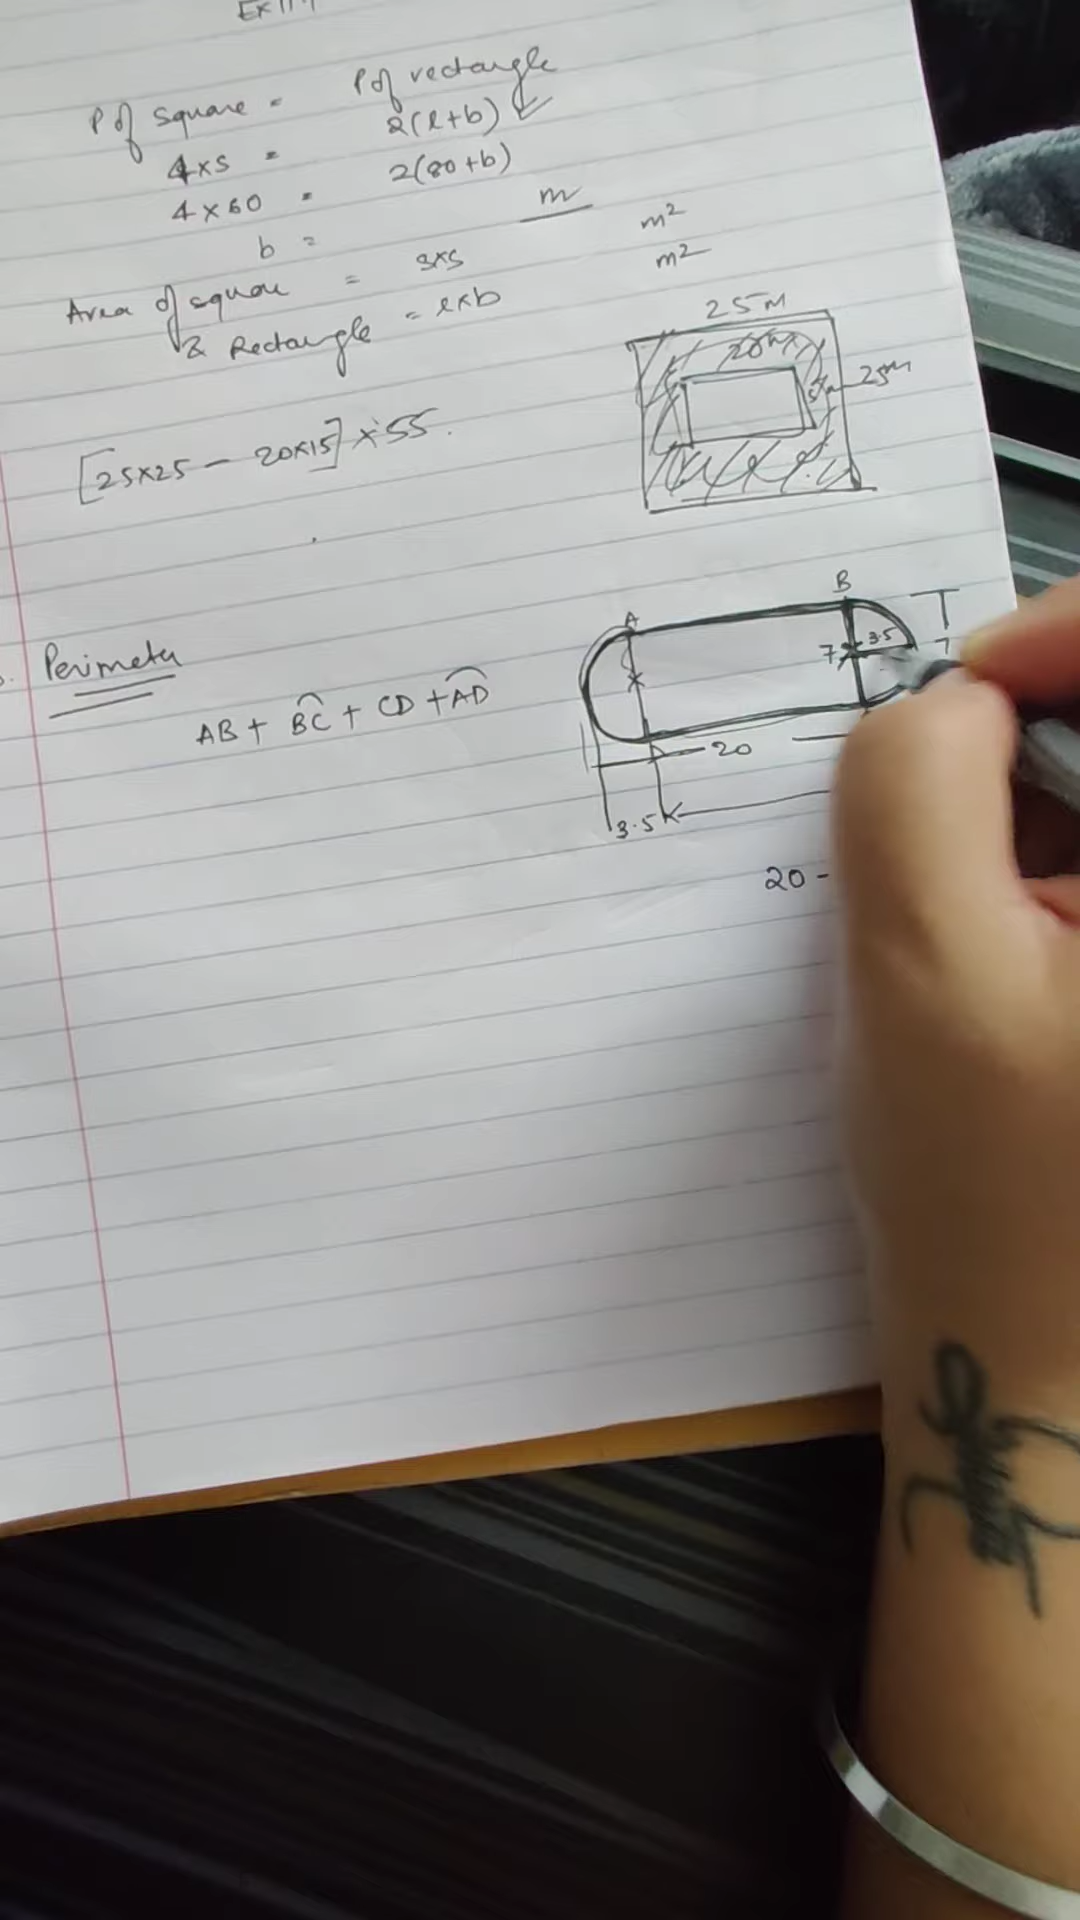 P of square = P of rectangle
4×s = 2(l+b)
4×60 = 2(80+b)
b = m
Area of square = s×s m²
& Rectangle = l×b m²
25m
20m
25m
[25×25 - 20×15] × 55.
Perimeter
AB + BC + CD + AD
A
B
7
3.5
7
D
20
3.5
20 -